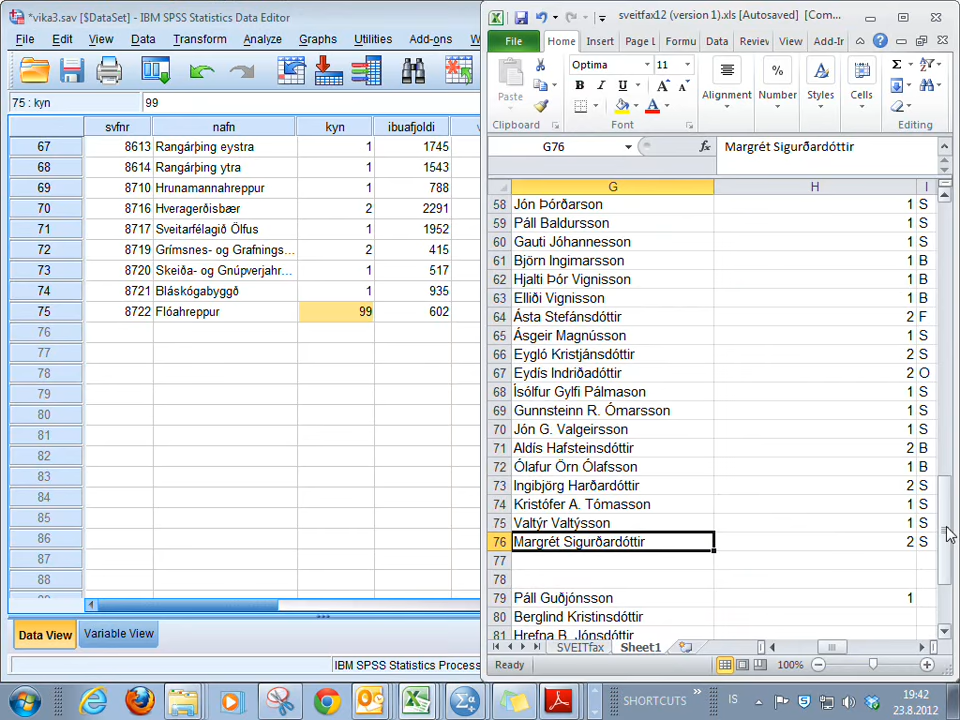 *vika3.sav [$DataSet] - IBM SPSS Statistics Data Editor
File Edit View Data Transform Analyze Graphs Utilities Add-ons
75 : kyn 99
svfnr nafn kyn ibuafjoldi
67 8613 Rangárþing eystra 1 1745
68 8614 Rangárþing ytra 1 1543
69 8710 Hrunamannahreppur 1 788
70 8716 Hveragerðisbær 2 2291
71 8717 Sveitarfélagið Ölfus 1 1952
72 8719 Grímsnes- og Grafnings... 2 415
73 8720 Skeiða- og Gnúpverjahr... 1 517
74 8721 Bláskógabyggð 1 935
75 8722 Flóahreppur 99 602
76
77
78
79
80
81
82
83
84
85
86
87
88
Data View Variable View
IBM SPSS Statistics Process
sveitfax12 (version 1).xls [Autosaved] [Com...
File Home Insert Page L Formu Data Review View Add-Ir
Paste Optima 11 Alignment Number Styles Cells
B I U A A
Clipboard Font Editing
G76 fx Margrét Sigurðardóttir
G H I
58 Jón Þórðarson 1 S
59 Páll Baldursson 1 S
60 Gauti Jóhannesson 1 S
61 Björn Ingimarsson 1 B
62 Hjalti Þór Vignisson 1 B
63 Elliði Vignisson 1 B
64 Ásta Stefánsdóttir 2 F
65 Ásgeir Magnússon 1 S
66 Eygló Kristjánsdóttir 2 S
67 Eydís Indriðadóttir 2 O
68 Ísólfur Gylfi Pálmason 1 S
69 Gunnsteinn R. Ómarsson 1 S
70 Jón G. Valgeirsson 1 S
71 Aldís Hafsteinsdóttir 2 B
72 Ólafur Örn Ólafsson 1 B
73 Ingibjörg Harðardóttir 2 S
74 Kristófer A. Tómasson 1 S
75 Valtýr Valtýsson 1 S
76 Margrét Sigurðardóttir 2 S
77
78
79 Páll Guðjónsson 1
80 Berglind Kristinsdóttir
81 Hrefna B. Jónsdóttir
SVEITfax Sheet1
Ready 100%
SHORTCUTS » IS 19:42
23.8.2012